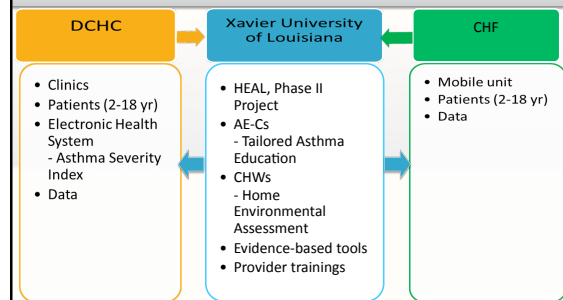 DCHC
Xavier University
of Louisiana
CHF
• Clinics
• Patients (2-18 yr)
• Electronic Health
System
- Asthma Severity
Index
• Data
• HEAL, Phase II
Project
• AE-Cs
- Tailored Asthma
Education
• CHWs
- Home
Environmental
Assessment
• Evidence-based tools
• Provider trainings
• Mobile unit
• Patients (2-18 yr)
• Data